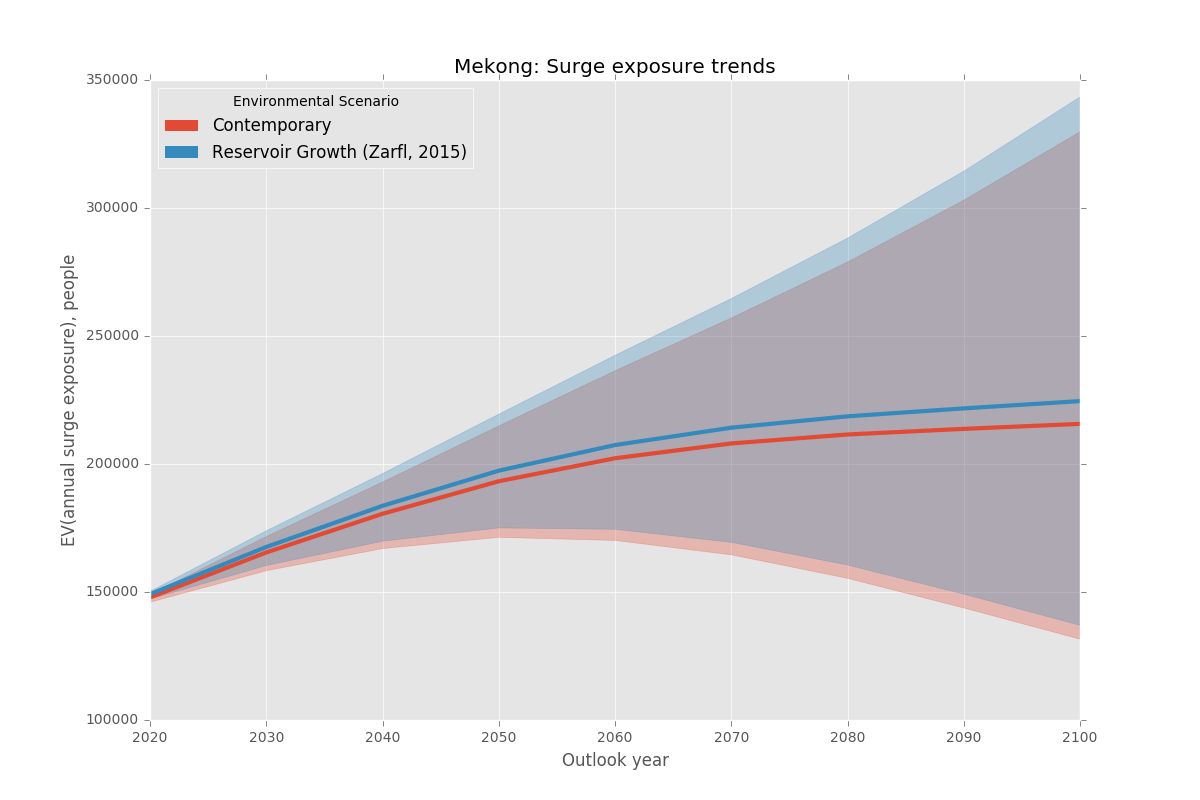 Mekong: Surge exposure trends
350000
300000
250000
200000
150000
100000
EV(annual surge exposure), people
Environmental Scenario
Contemporary
Reservoir Growth (Zarfl, 2015)
2020 2030 2040 2050 2060 2070 2080 2090 2100
Outlook year